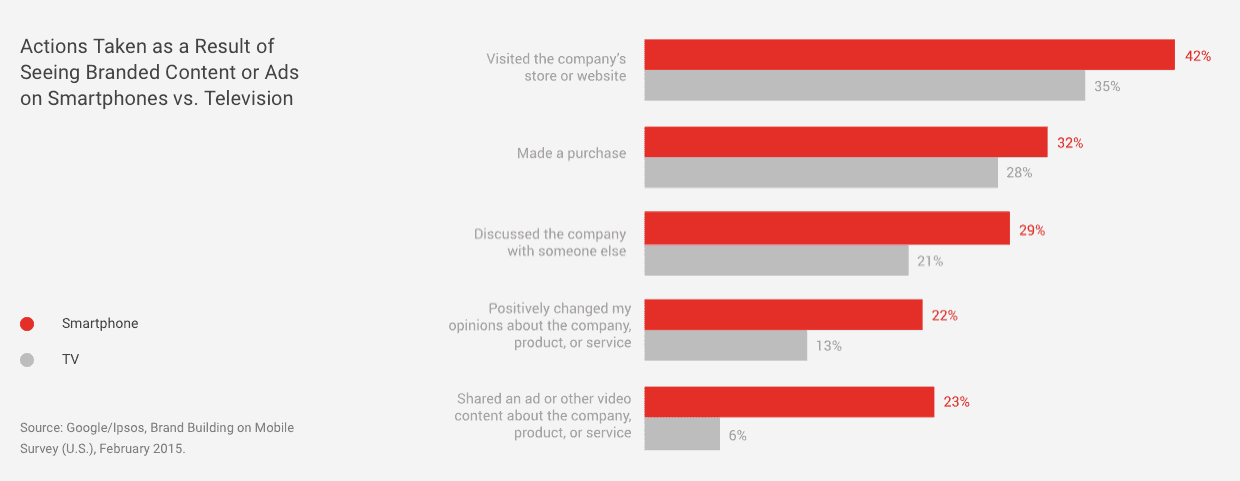 Actions Taken as a Result of
Seeing Branded Content or Ads
on Smartphones vs. Television
Smartphone
TV
Source: Google/Ipsos, Brand Building on Mobile
Survey (U.S.), February 2015.
Visited the company's
store or website
42%
35%
Made a purchase
32%
28%
Discussed the company
with someone else
29%
21%
Positively changed my
opinions about the company,
product, or service
22%
13%
Shared an ad or other video
content about the company,
product, or service
23%
6%